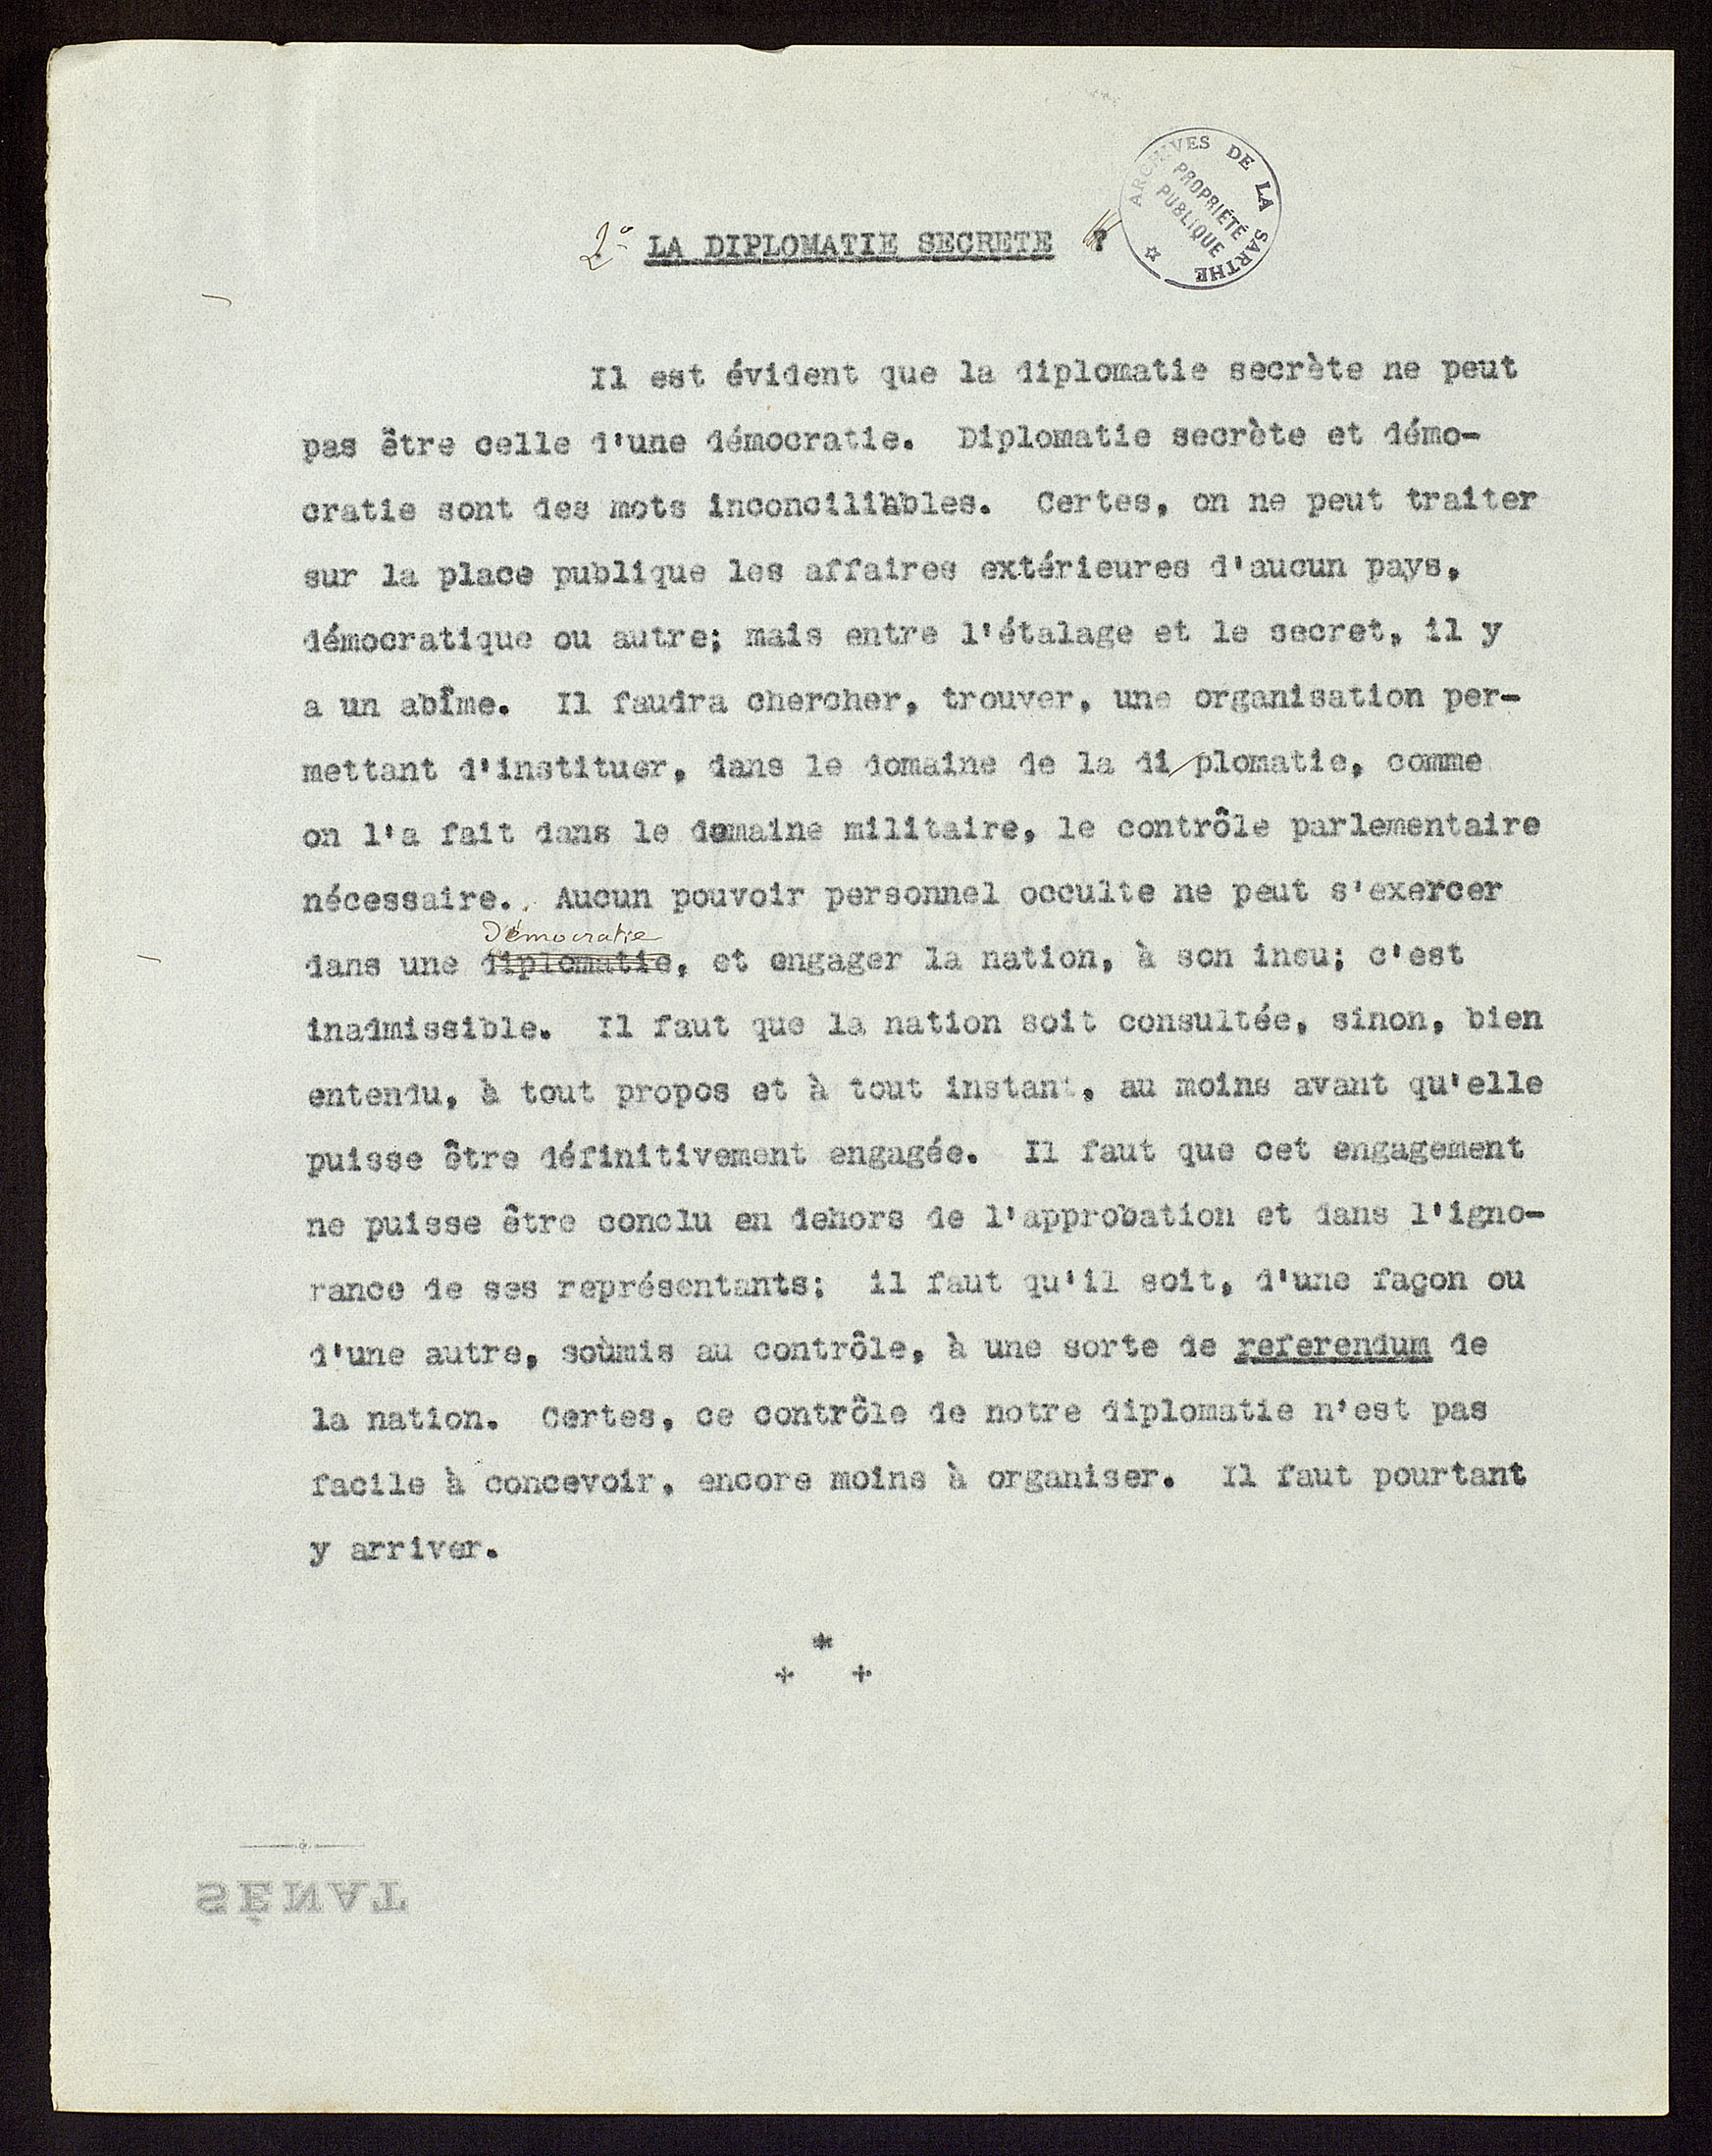 ARCHIVES DE LA SARTHE
PROPRIÉTÉ
PUBLIQUE
2° LA DIPLOMATIE SECRETE ?
Il est évident que la diplomatie secrète ne peut
pas être celle d'une démocratie. Diplomatie secrète et démo-
cratie sont des mots inconciliables. Certes, on ne peut traiter
sur la place publique les affaires extérieures d'aucun pays,
démocratique ou autre; mais entre l'étalage et le secret, il y
a un abîme. Il faudra chercher, trouver, une organisation per-
mettant d'instituer, dans le domaine de la di/plomatie, comme
on l'a fait dans le domaine militaire, le contrôle parlementaire
nécessaire. Aucun pouvoir personnel occulte ne peut s'exercer
Démocratie
dans une diplomatie, et engager la nation, à son insu; c'est
inadmissible. Il faut que la nation soit consultée, sinon, bien
entendu, à tout propos et à tout instant, au moins avant qu'elle
puisse être définitivement engagée. Il faut que cet engagement
ne puisse être conclu en dehors de l'approbation et dans l'igno-
rance de ses représentants; il faut qu'il soit, d'une façon ou
d'une autre, soùmis au contrôle, à une sorte de referendum de
la nation. Certes, ce contrôle de notre diplomatie n'est pas
facile à concevoir, encore moins à organiser. Il faut pourtant
y arriver.
*
+ +
SÉNAT